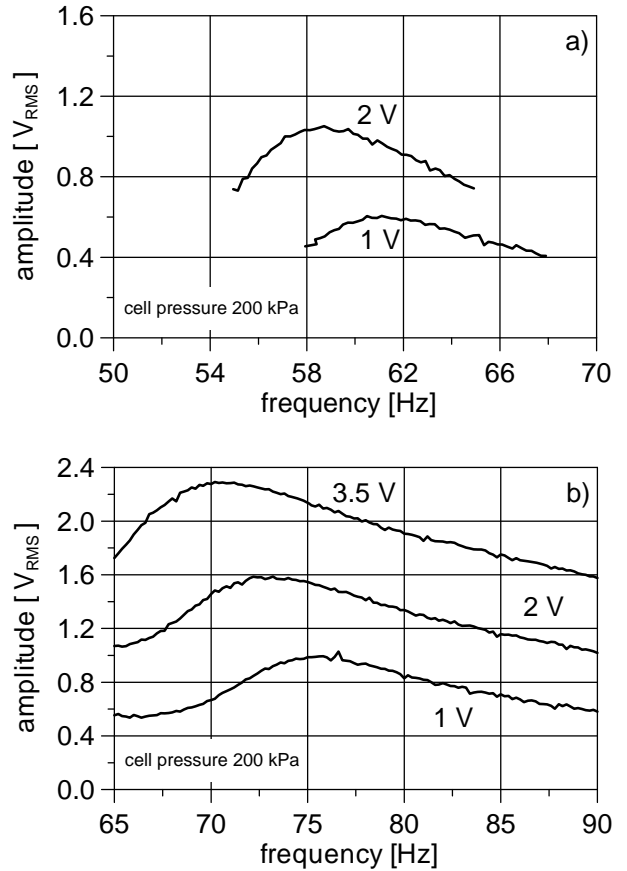 1.6
a)
amplitude [ V_RMS ]
1.2
2 V
0.8
1 V
0.4
cell pressure 200 kPa
0.0
50 54 58 62 66 70
frequency [Hz]
2.4
3.5 V
b)
amplitude [ V_RMS ]
2.0
1.6
2 V
1.2
0.8
1 V
0.4
cell pressure 200 kPa
0.0
65 70 75 80 85 90
frequency [Hz]